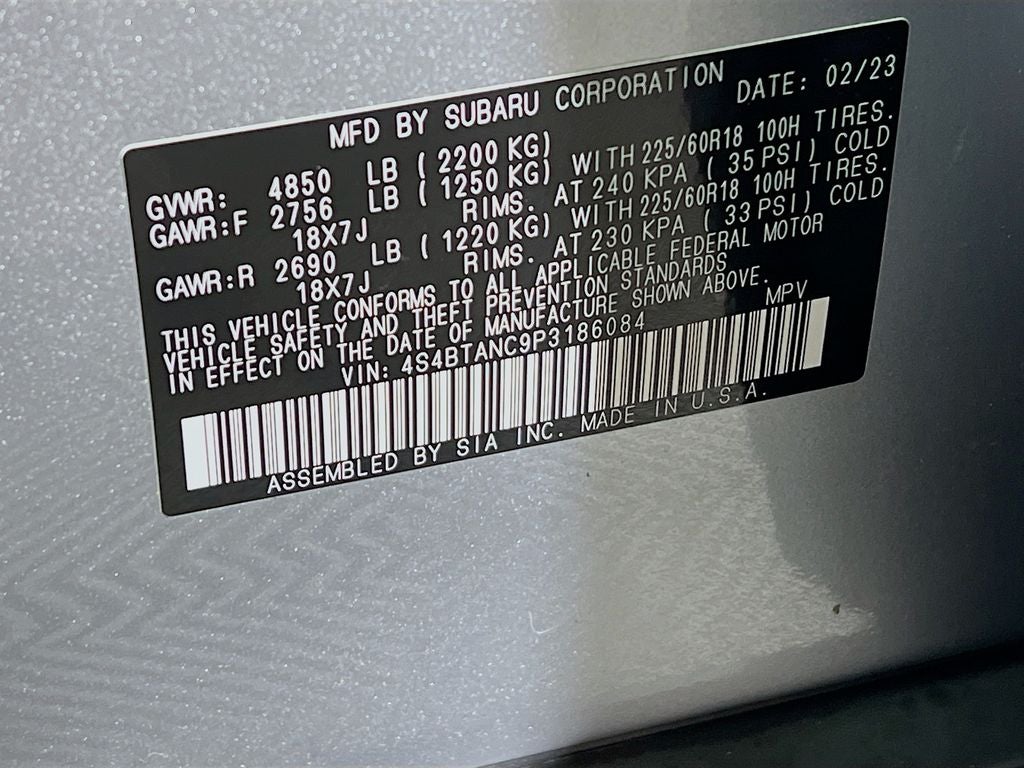 MFD BY SUBARU CORPORATION DATE: 02/23
GVWR: 4850 LB ( 2200 KG)
GAWR:F 2756 LB ( 1250 KG) WITH 225/60R18 100H TIRES.
18X7J RIMS. AT 240 KPA ( 35 PSI) COLD
GAWR:R 2690 LB ( 1220 KG) WITH 225/60R18 100H TIRES.
18X7J RIMS. AT 230 KPA ( 33 PSI) COLD
THIS VEHICLE CONFORMS TO ALL APPLICABLE FEDERAL MOTOR
VEHICLE SAFETY AND THEFT PREVENTION STANDARDS
IN EFFECT ON THE DATE OF MANUFACTURE SHOWN ABOVE.
VIN: 4S4BTANC9P3186084 MPV
ASSEMBLED BY SIA INC. MADE IN U.S.A.